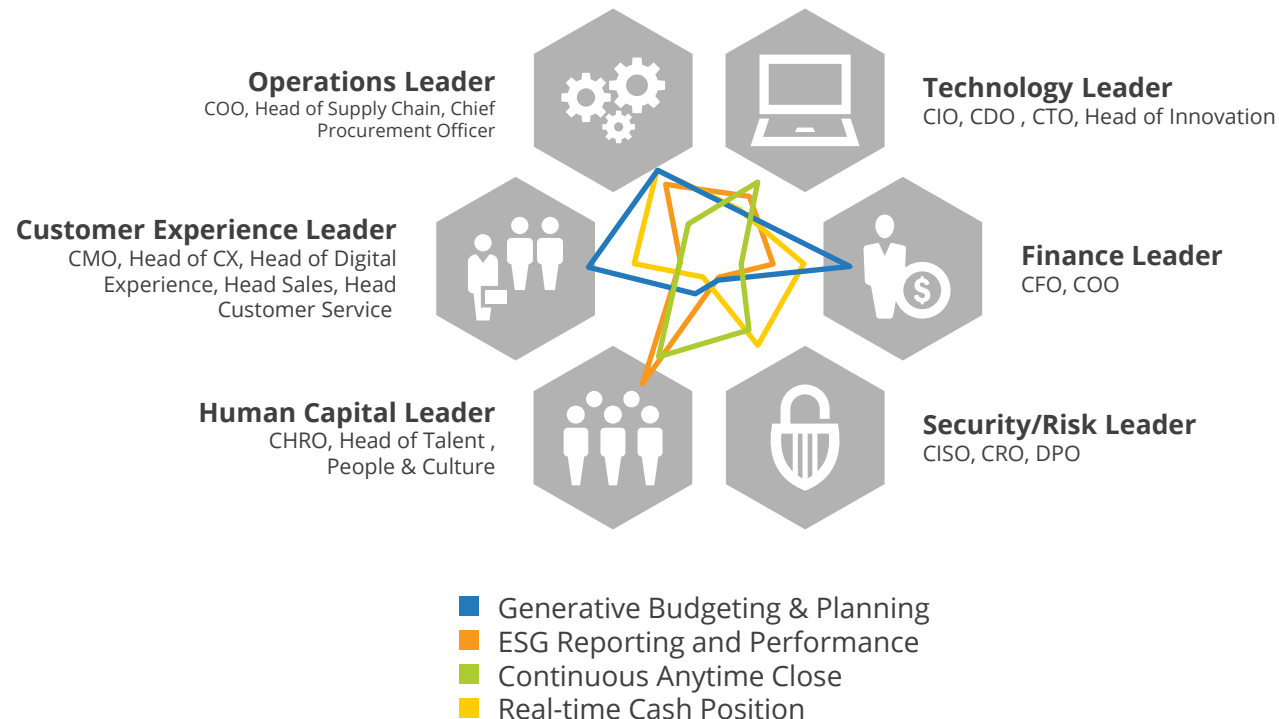 Operations Leader
COO, Head of Supply Chain, Chief
Procurement Officer
Technology Leader
CIO, CDO , CTO, Head of Innovation
Customer Experience Leader
CMO, Head of CX, Head of Digital
Experience, Head Sales, Head
Customer Service
Finance Leader
CFO, COO
$
Human Capital Leader
CHRO, Head of Talent ,
People & Culture
Security/Risk Leader
CISO, CRO, DPO
Generative Budgeting & Planning
ESG Reporting and Performance
Continuous Anytime Close
Real-time Cash Position